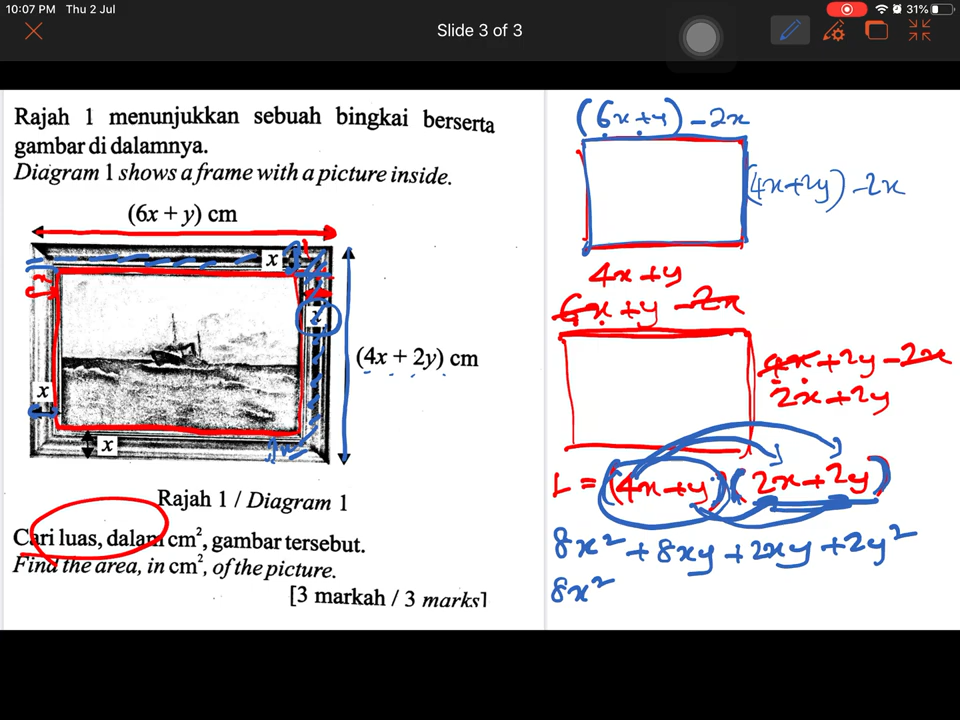 10:07 PM Thu 2 Jul
31%
Slide 3 of 3
Rajah 1 menunjukkan sebuah bingkai berserta
gambar di dalamnya.
Diagram 1 shows a frame with a picture inside.
(6x + y) cm
x
x
(4x + 2y) cm
x
x
Rajah 1 / Diagram 1
Cari luas, dalam cm², gambar tersebut.
Find the area, in cm², of the picture.
[3 markah / 3 marks]
(6x+y) - 2x
(4x+2y) - 2x
4x+y
6x+y - 2x
4x+2y-2x
2x+2y
L = (4x+y)(2x+2y)
8x² + 8xy + 2xy + 2y²
8x²